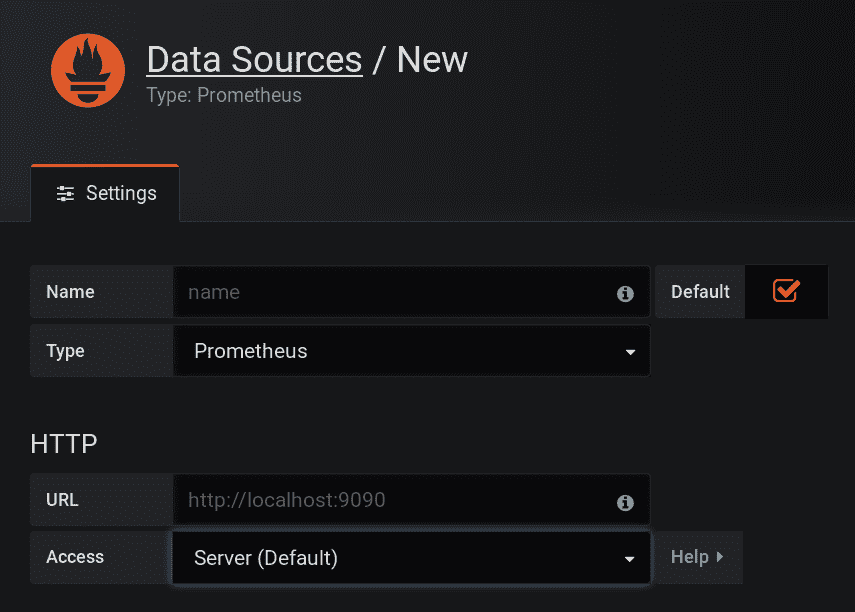 Data Sources / New
Type: Prometheus
Settings
Name name Default
Type Prometheus
HTTP
URL http://localhost:9090
Access Server (Default) Help